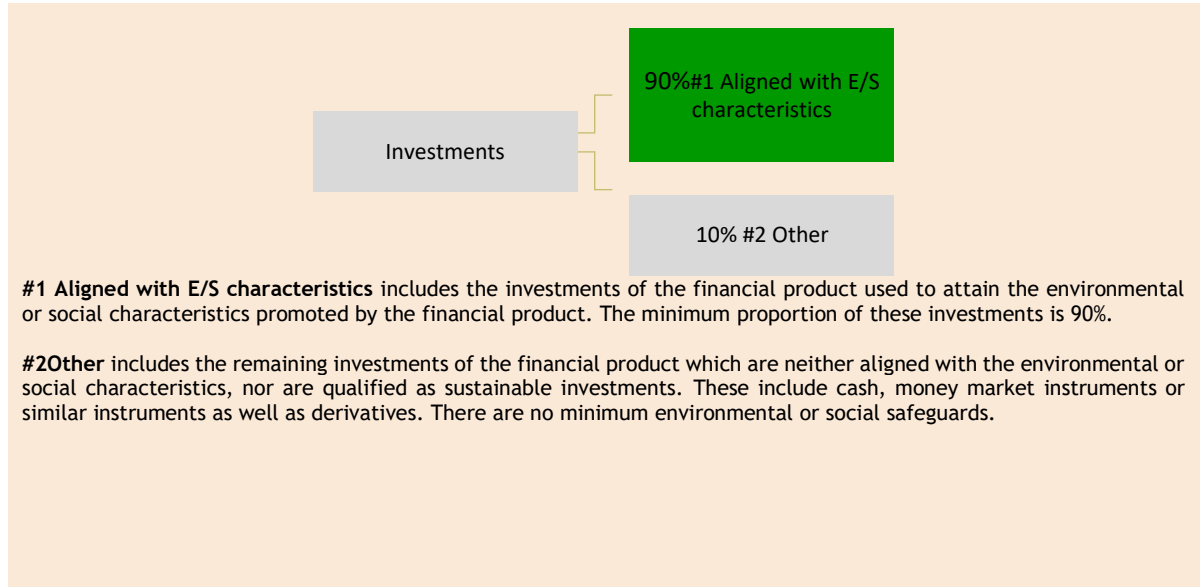 90%#1 Aligned with E/S
characteristics
Investments
10% #2 Other
#1 Aligned with E/S characteristics includes the investments of the financial product used to attain the environmental
or social characteristics promoted by the financial product. The minimum proportion of these investments is 90%.
#2Other includes the remaining investments of the financial product which are neither aligned with the environmental or
social characteristics, nor are qualified as sustainable investments. These include cash, money market instruments or
similar instruments as well as derivatives. There are no minimum environmental or social safeguards.